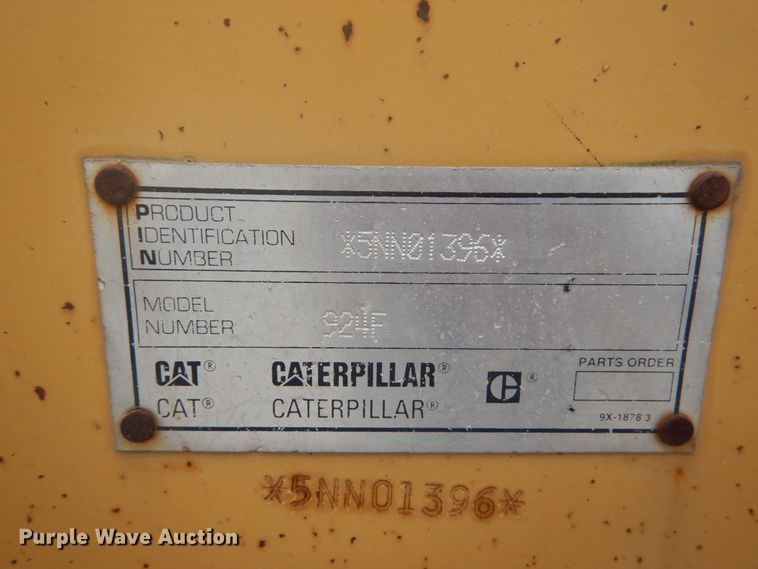 PRODUCT
IDENTIFICATION
NUMBER
*5NN01396*
MODEL
NUMBER
924F
CAT® CATERPILLAR® ®
CAT® CATERPILLAR®
PARTS ORDER
9X-1878 3
*5NN01396*
Purple Wave Auction